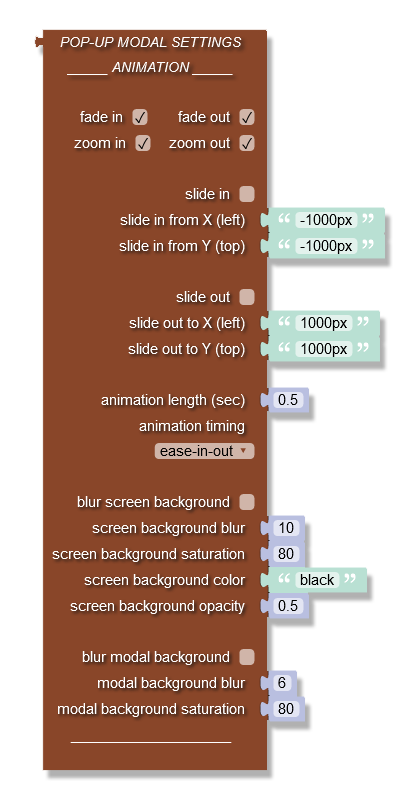 POP-UP MODAL SETTINGS
______ ANIMATION ______
fade in ✓ fade out ✓
zoom in ✓ zoom out ✓
slide in
slide in from X (left) “ -1000px ”
slide in from Y (top) “ -1000px ”
slide out
slide out to X (left) “ 1000px ”
slide out to Y (top) “ 1000px ”
animation length (sec) 0.5
animation timing
ease-in-out ▾
blur screen background
screen background blur 10
screen background saturation 80
screen background color “ black ”
screen background opacity 0.5
blur modal background
modal background blur 6
modal background saturation 80